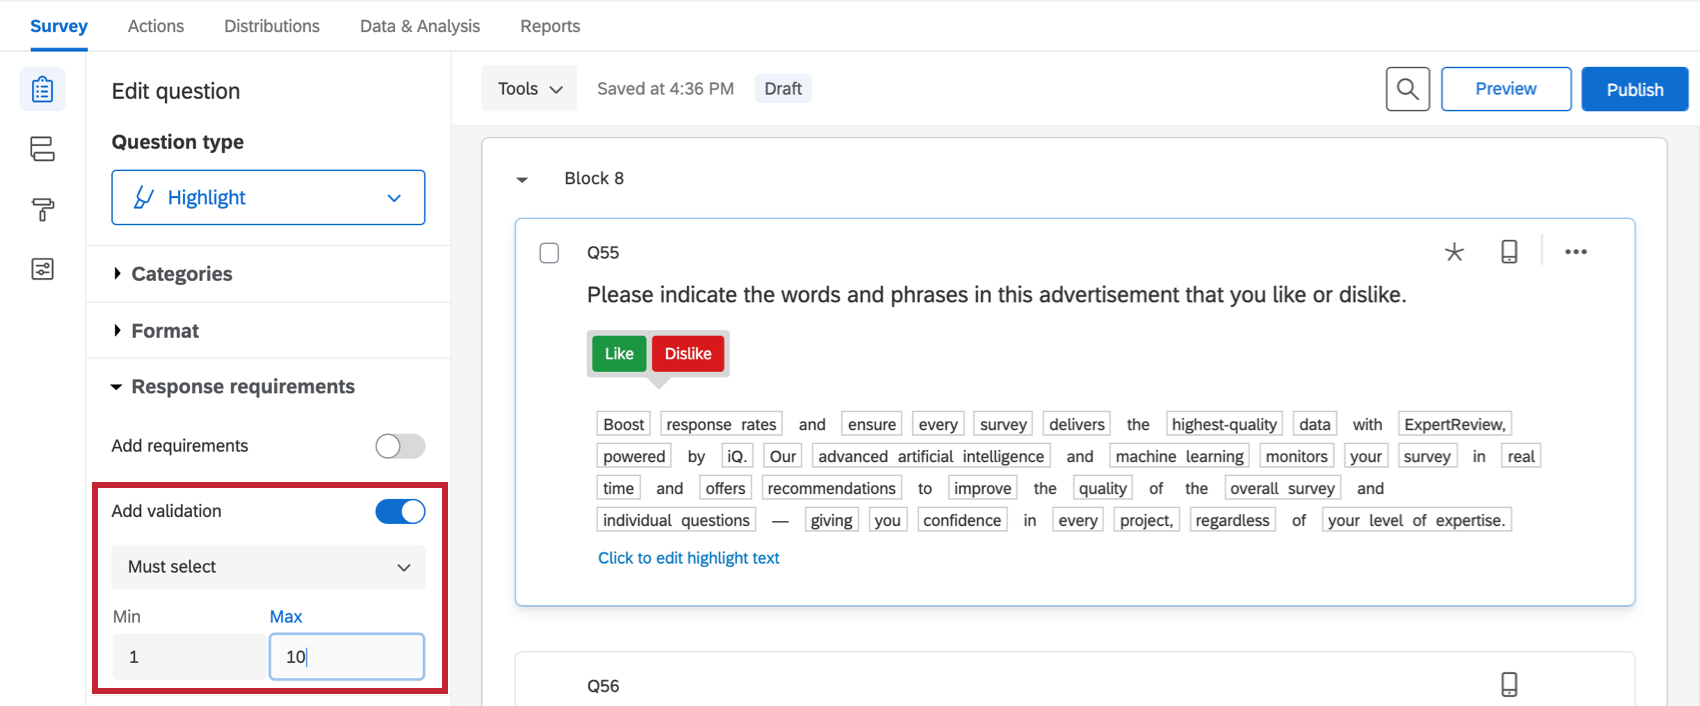 Survey Actions Distributions Data & Analysis Reports
Edit question
Question type
Highlight
Categories
Format
Response requirements
Add requirements
Add validation
Must select
Min Max
1 10
Tools Saved at 4:36 PM Draft Preview Publish
Block 8
Q55
Please indicate the words and phrases in this advertisement that you like or dislike.
Like Dislike
Boost response rates and ensure every survey delivers the highest-quality data with ExpertReview,
powered by iQ. Our advanced artificial intelligence and machine learning monitors your survey in real
time and offers recommendations to improve the quality of the overall survey and
individual questions — giving you confidence in every project, regardless of your level of expertise.
Click to edit highlight text
Q56